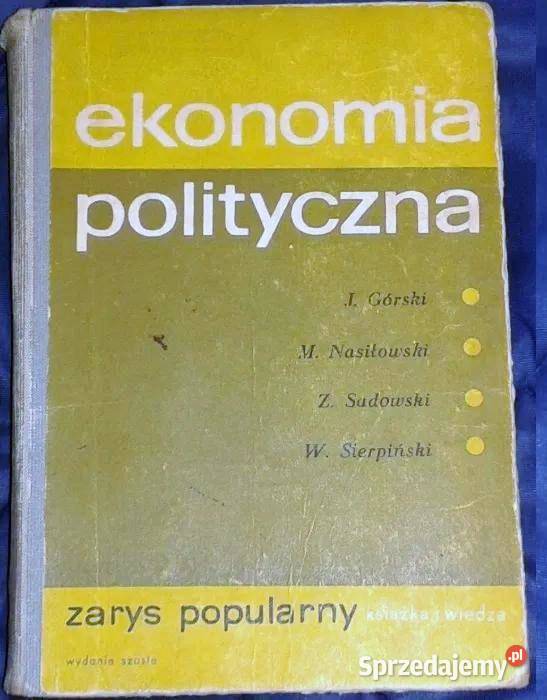 ekonomia
polityczna
J. Górski
M. Nasiłowski
Z. Sadowski
W. Sierpiński
zarys popularny książka i wiedza
wydanie szóste
Sprzedajemy.pl